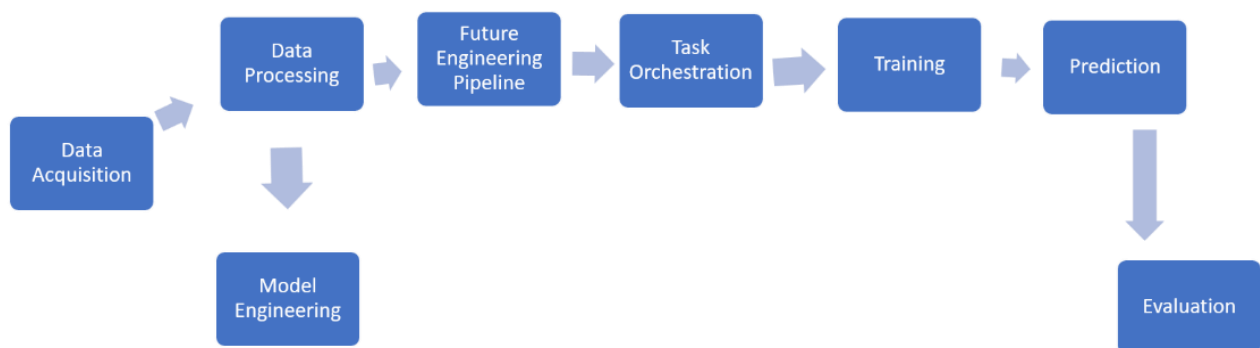 Data
Acquisition
Data
Processing
Future
Engineering
Pipeline
Task
Orchestration
Training
Prediction
Model
Engineering
Evaluation